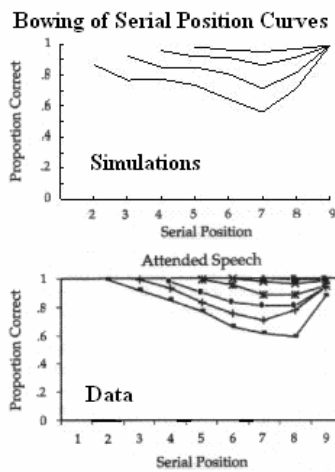 Bowing of Serial Position Curves
Proportion Correct
1
.8
.6
.4
.2
0
Simulations
2 3 4 5 6 7 8 9
Serial Position
Attended Speech
Proportion Correct
1
.8
.6
.4
.2
0
Data
1 2 3 4 5 6 7 8 9
Serial Position